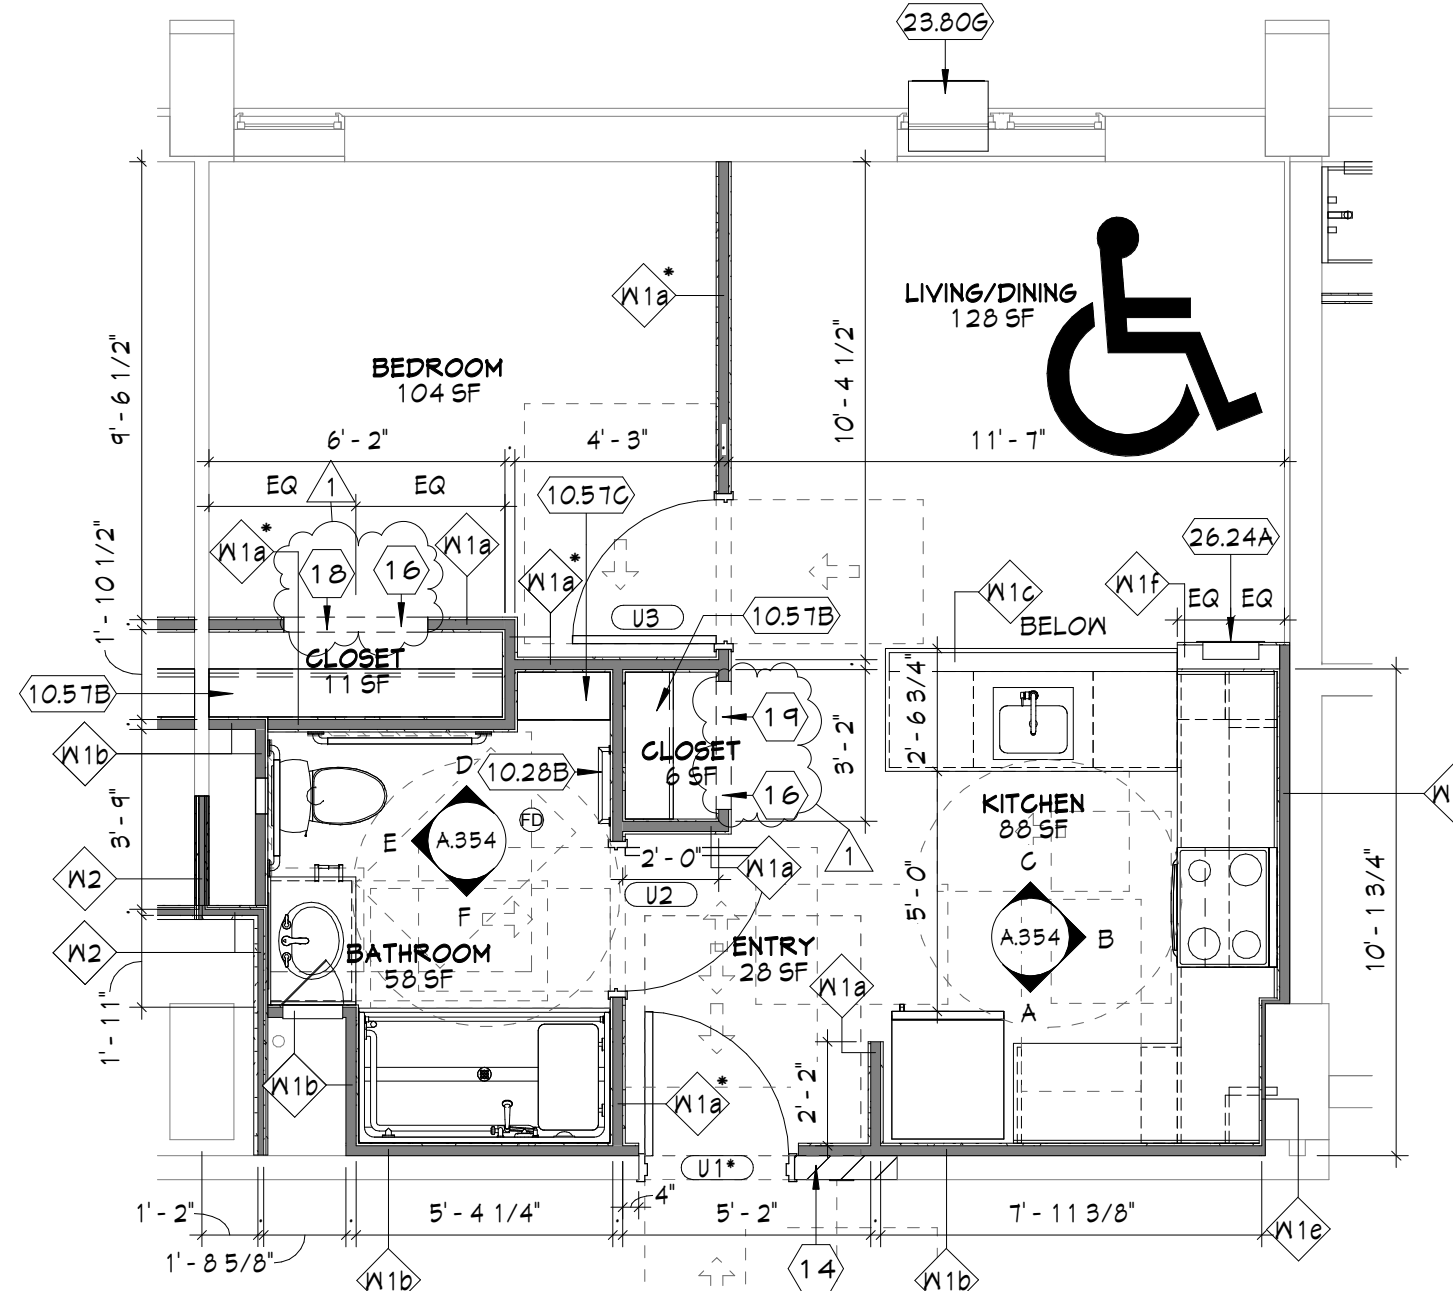 23.80G
W1a*
LIVING/DINING
128 SF
BEDROOM
104 SF
9' - 6 1/2"
10' - 4 1/2"
6' - 2"
4' - 3"
11' - 7"
EQ
1
EQ
10.57C
1' - 10 1/2"
W1a*
18
16
W1a
W1a*
26.24A
W1c
W1f
EQ
EQ
U3
10.57B
BELOW
CLOSET
11 SF
10.57B
2' - 6 3/4"
19
3' - 2"
W1b
D
10.28B
CLOSET
6 SF
16
W
KITCHEN
88 SF
3' - 9"
E
A.354
FD
1
C
2' - 0"
W1a
W2
U2
5' - 0"
10' - 1 3/4"
F
A.354
B
W2
BATHROOM
58 SF
ENTRY
28 SF
W1a
A
1' - 11"
W1b
W1a*
2' - 2"
U1*
4"
1' - 2"
5' - 4 1/4"
5' - 2"
7' - 11 3/8"
W1e
1' - 8 5/8"
W1b
14
W1b